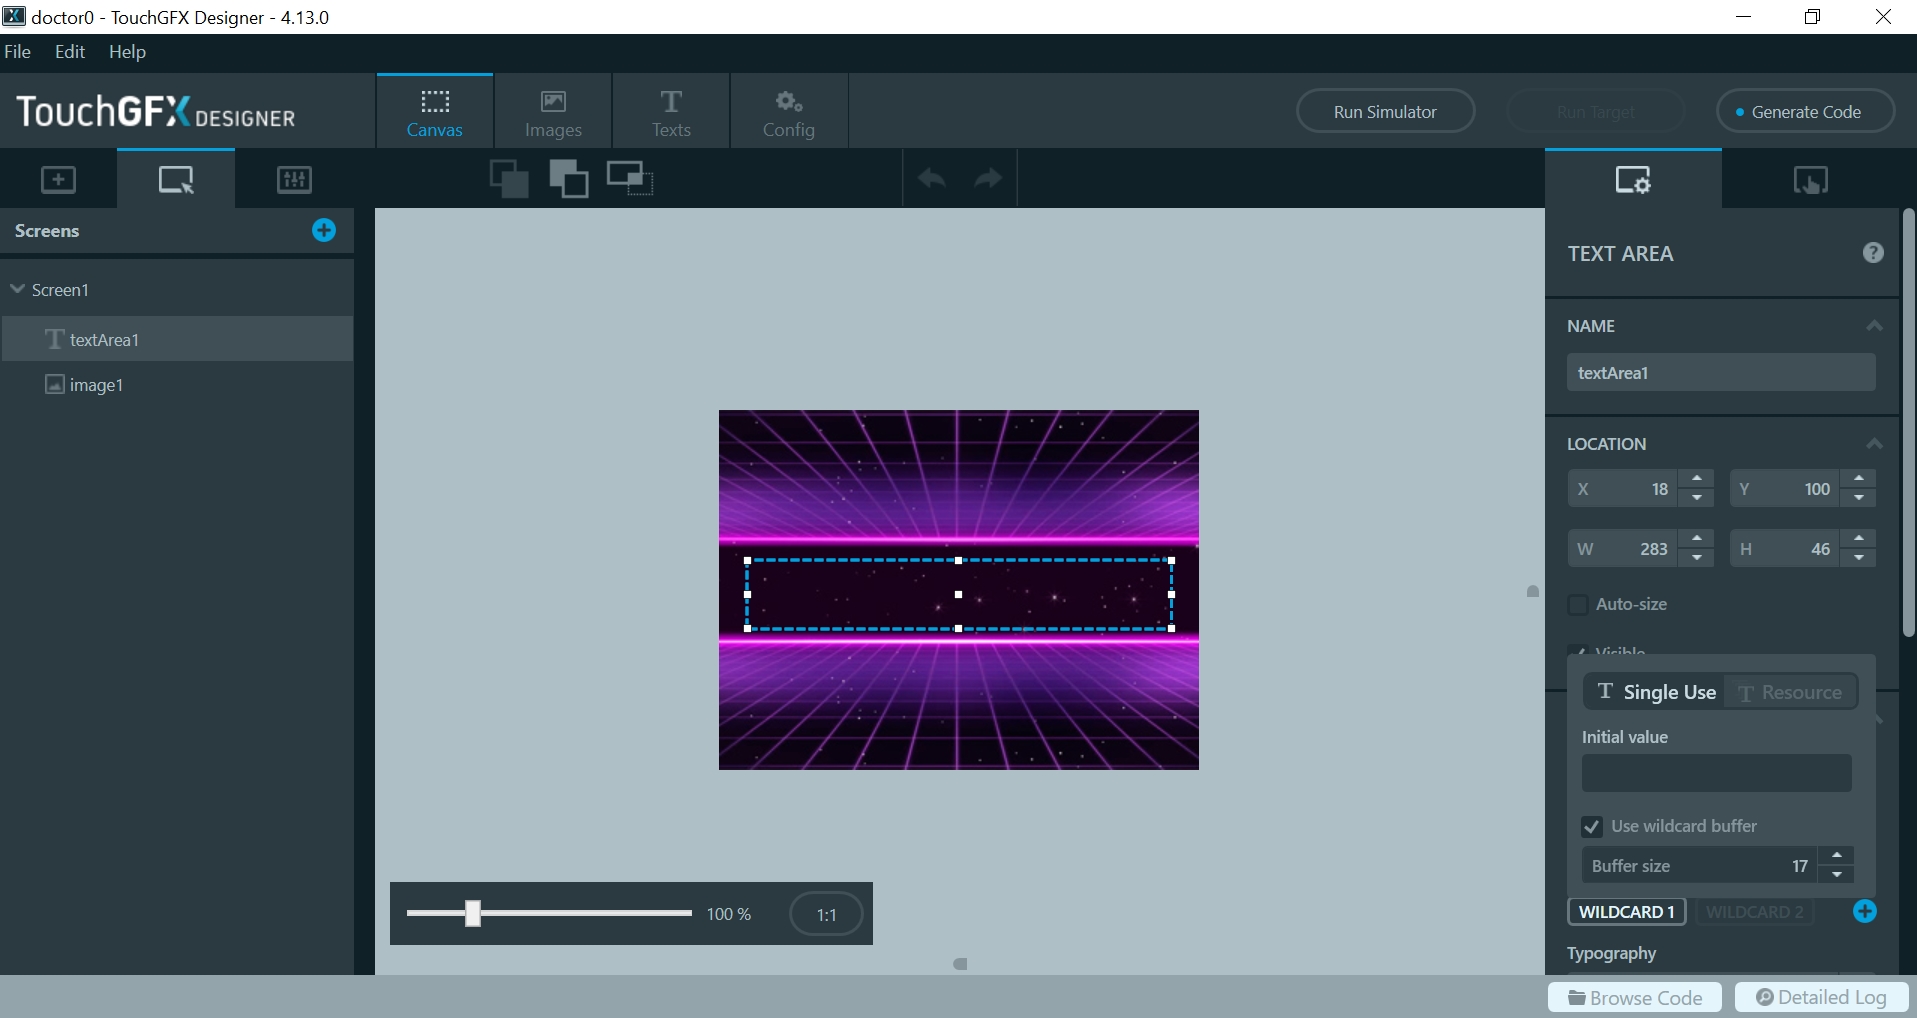 doctor0 - TouchGFX Designer - 4.13.0
File Edit Help
TouchGFX DESIGNER
Canvas
Images
Texts
Config
Run Simulator
Run Target
Generate Code
Screens
Screen1
textArea1
image1
TEXT AREA
NAME
textArea1
LOCATION
X 18 Y 100
W 283 H 46
Auto-size
Visible
Single Use Resource
Initial value
Use wildcard buffer
Buffer size 17
WILDCARD 1 WILDCARD 2
Typography
100 % 1:1
Browse Code Detailed Log